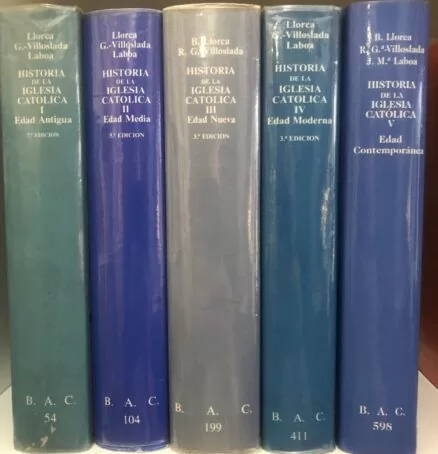 Llorca
G.-Villoslada
Laboa
HISTORIA
DE LA
IGLESIA
CATOLICA
I
Edad Antigua
7.ª EDICION
B. A. C.
54
Llorca
G.-Villoslada
Laboa
HISTORIA
DE LA
IGLESIA
CATOLICA
II
Edad Media
5.ª EDICION
B. A. C.
104
B. Llorca
R. G. Villoslada
HISTORIA
DE LA
IGLESIA
CATOLICA
III
Edad Nueva
3.ª EDICION
B. A. C.
199
Llorca
G.-Villoslada
Laboa
HISTORIA
DE LA
IGLESIA
CATOLICA
IV
Edad Moderna
3.ª EDICION
B. A. C.
411
B. Llorca
R. G.ª-Villoslada
J. M.ª Laboa
HISTORIA
DE LA
IGLESIA
CATÓLICA
V
Edad
Contemporánea
B. A. C.
598